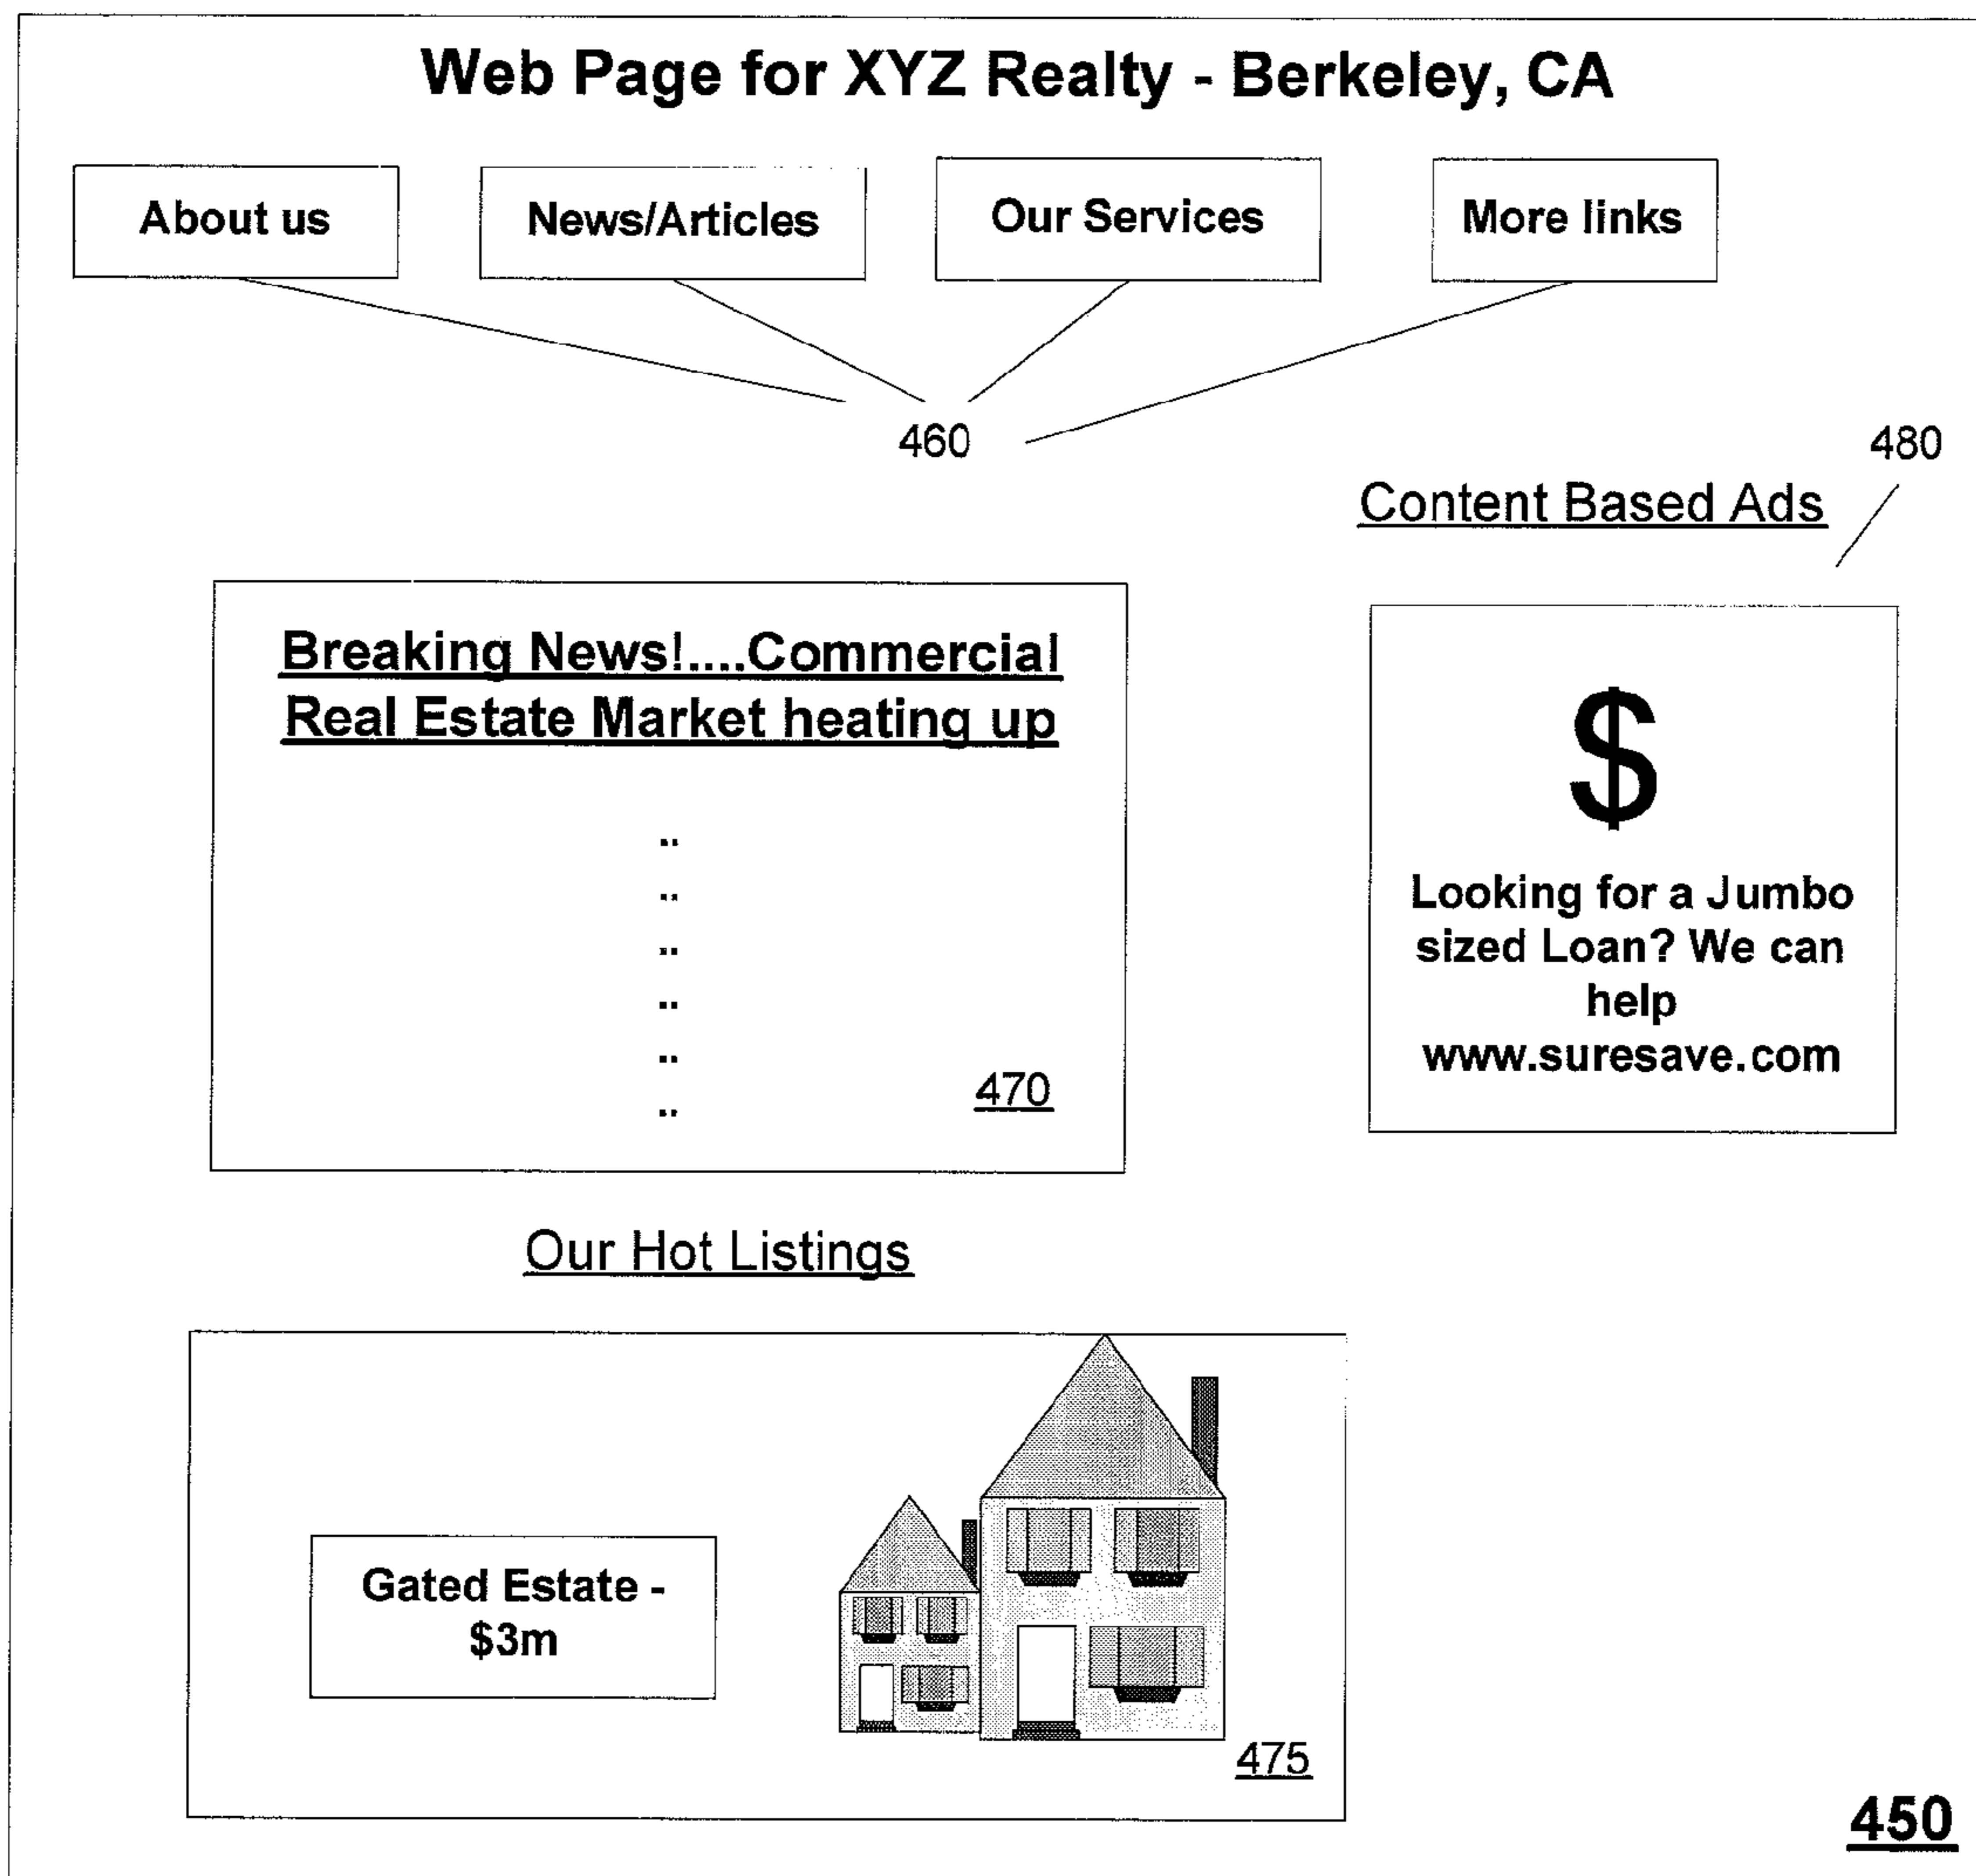 Web Page for XYZ Realty - Berkeley, CA
About us
News/Articles
Our Services
More links
460
480
Content Based Ads
Breaking News!....Commercial
Real Estate Market heating up
..
..
..
..
..
..
470
$
Looking for a Jumbo
sized Loan? We can
help
www.suresave.com
Our Hot Listings
Gated Estate -
$3m
475
450